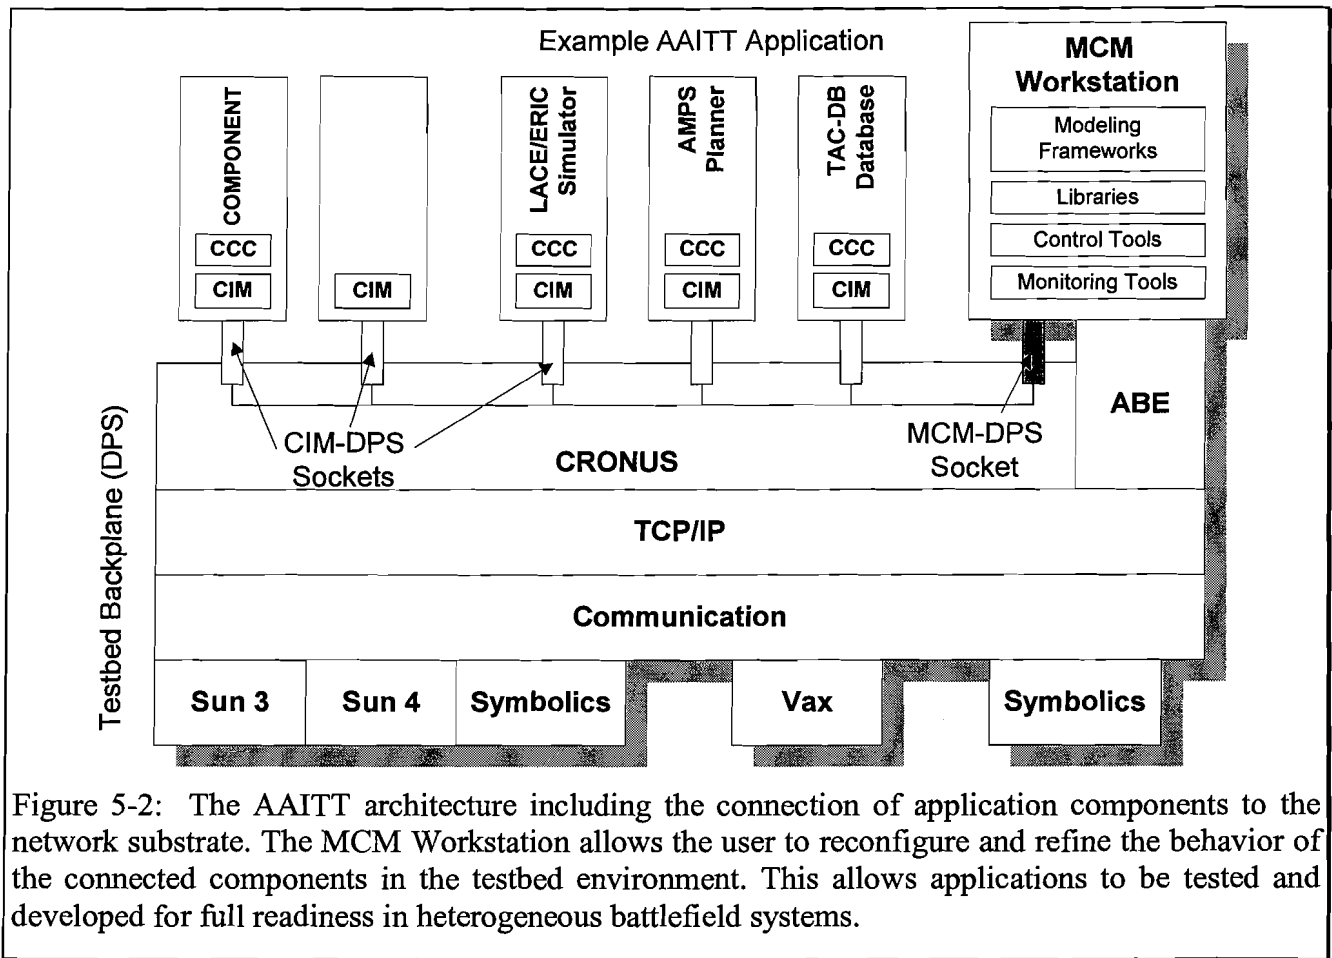 Example AAITT Application
COMPONENT
CCC
CIM
CIM
LACE/ERIC
Simulator
CCC
CIM
AMPS
Planner
CCC
CIM
TAC-DB
Database
CCC
CIM
MCM
Workstation
Modeling
Frameworks
Libraries
Control Tools
Monitoring Tools
Testbed Backplane (DPS)
CIM-DPS
Sockets
MCM-DPS
Socket
ABE
CRONUS
TCP/IP
Communication
Sun 3
Sun 4
Symbolics
Vax
Symbolics
Figure 5-2: The AAITT architecture including the connection of application components to the
network substrate. The MCM Workstation allows the user to reconfigure and refine the behavior of
the connected components in the testbed environment. This allows applications to be tested and
developed for full readiness in heterogeneous battlefield systems.